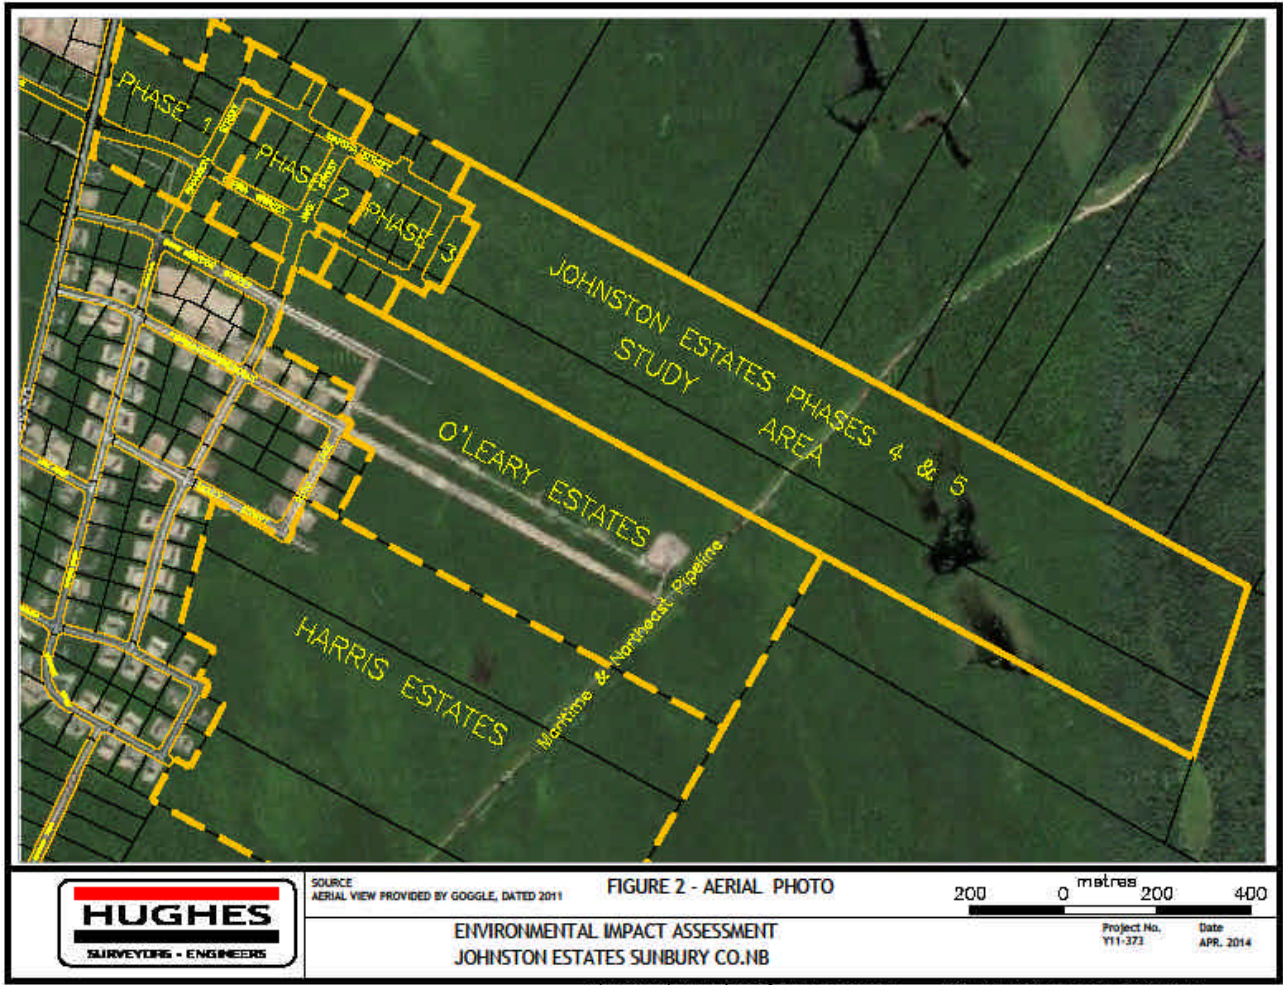 PHASE 1
PHASE 2
PHASE 3
JOHNSTON ESTATES PHASES 4 & 5
STUDY
AREA
O'LEARY ESTATES
HARRIS ESTATES
Maritime & Northeast Pipeline
HUGHES
SURVEYORS - ENGINEERS
SOURCE
AERIAL VIEW PROVIDED BY GOGGLE, DATED 2011
FIGURE 2 - AERIAL PHOTO
metres
200 0 200 400
ENVIRONMENTAL IMPACT ASSESSMENT
JOHNSTON ESTATES SUNBURY CO.NB
Project No.
Y11-373
Date
APR. 2014